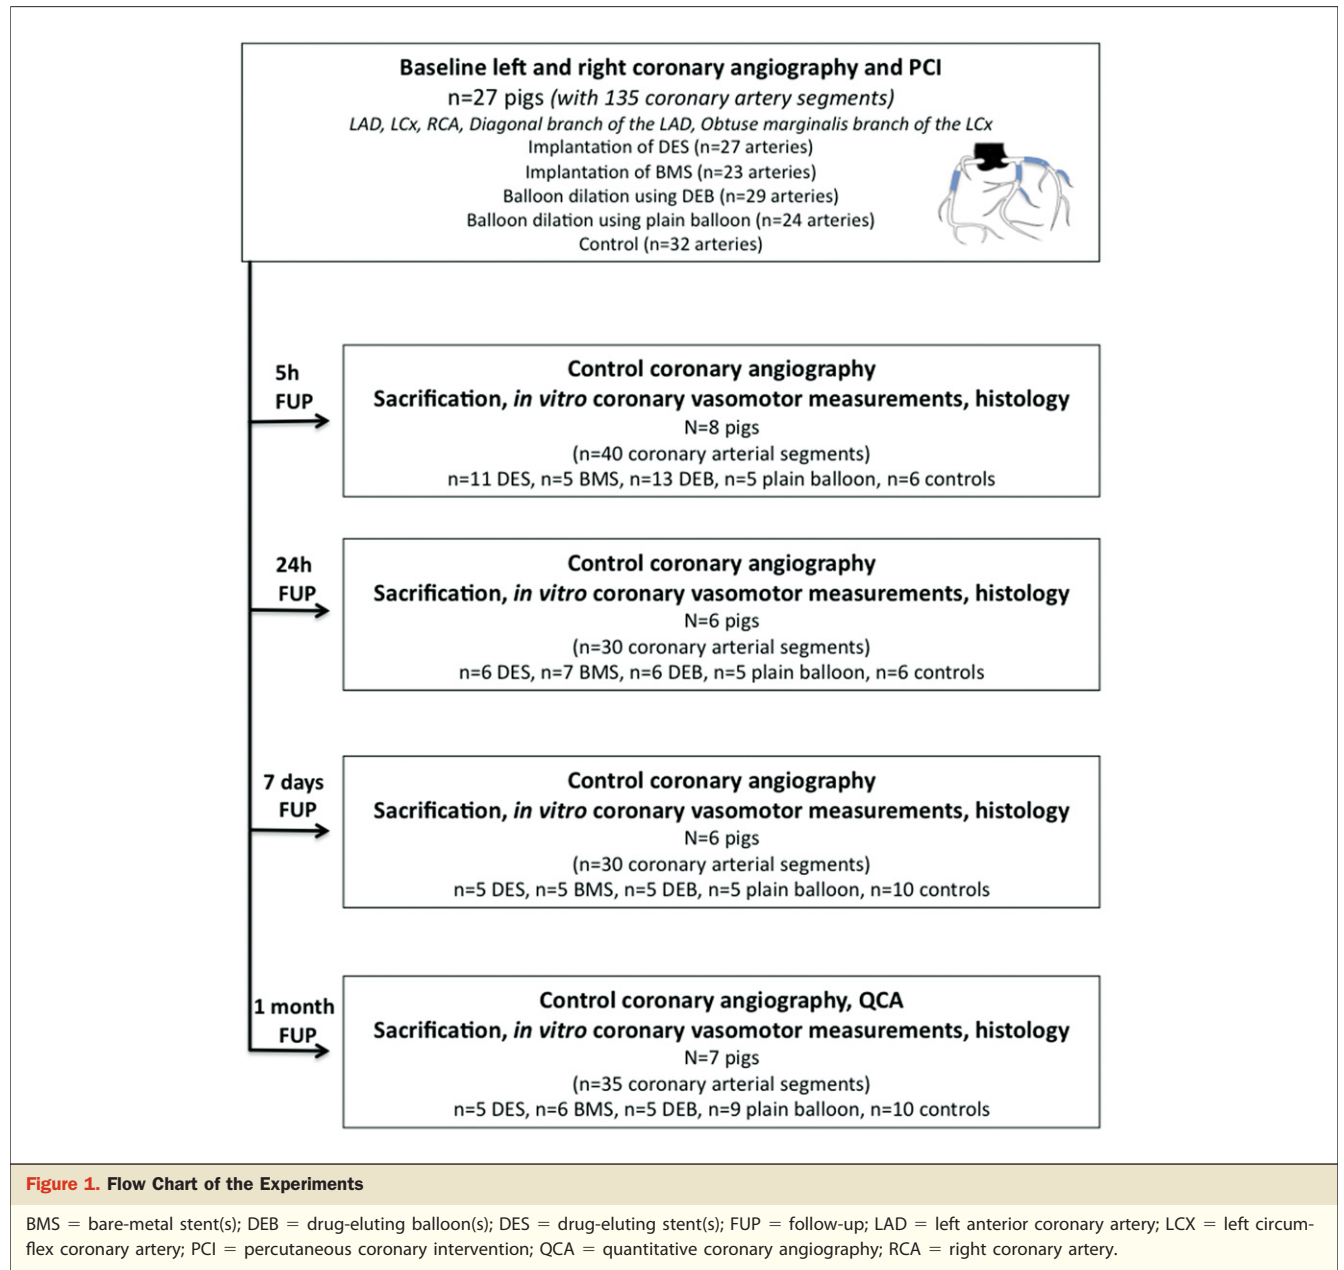 Baseline left and right coronary angiography and PCI
n=27 pigs (with 135 coronary artery segments)
LAD, LCx, RCA, Diagonal branch of the LAD, Obtuse marginalis branch of the LCx
Implantation of DES (n=27 arteries)
Implantation of BMS (n=23 arteries)
Balloon dilation using DEB (n=29 arteries)
Balloon dilation using plain balloon (n=24 arteries)
Control (n=32 arteries)
5h
FUP
Control coronary angiography
Sacrification, in vitro coronary vasomotor measurements, histology
N=8 pigs
(n=40 coronary arterial segments)
n=11 DES, n=5 BMS, n=13 DEB, n=5 plain balloon, n=6 controls
24h
FUP
Control coronary angiography
Sacrification, in vitro coronary vasomotor measurements, histology
N=6 pigs
(n=30 coronary arterial segments)
n=6 DES, n=7 BMS, n=6 DEB, n=5 plain balloon, n=6 controls
7 days
FUP
Control coronary angiography
Sacrification, in vitro coronary vasomotor measurements, histology
N=6 pigs
(n=30 coronary arterial segments)
n=5 DES, n=5 BMS, n=5 DEB, n=5 plain balloon, n=10 controls
1 month
FUP
Control coronary angiography, QCA
Sacrification, in vitro coronary vasomotor measurements, histology
N=7 pigs
(n=35 coronary arterial segments)
n=5 DES, n=6 BMS, n=5 DEB, n=9 plain balloon, n=10 controls
Figure 1. Flow Chart of the Experiments
BMS = bare-metal stent(s); DEB = drug-eluting balloon(s); DES = drug-eluting stent(s); FUP = follow-up; LAD = left anterior coronary artery; LCX = left circum-
flex coronary artery; PCI = percutaneous coronary intervention; QCA = quantitative coronary angiography; RCA = right coronary artery.